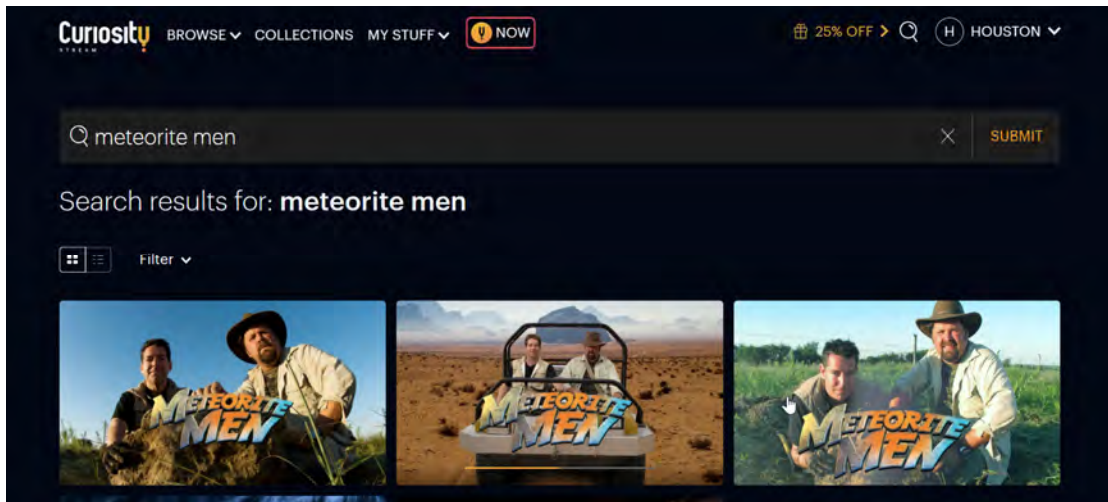 CURIOSITY
STREAM
BROWSE COLLECTIONS MY STUFF NOW 25% OFF H HOUSTON
meteorite men SUBMIT
Search results for: meteorite men
Filter
METEORITE
MEN
METEORITE
MEN
METEORITE
MEN